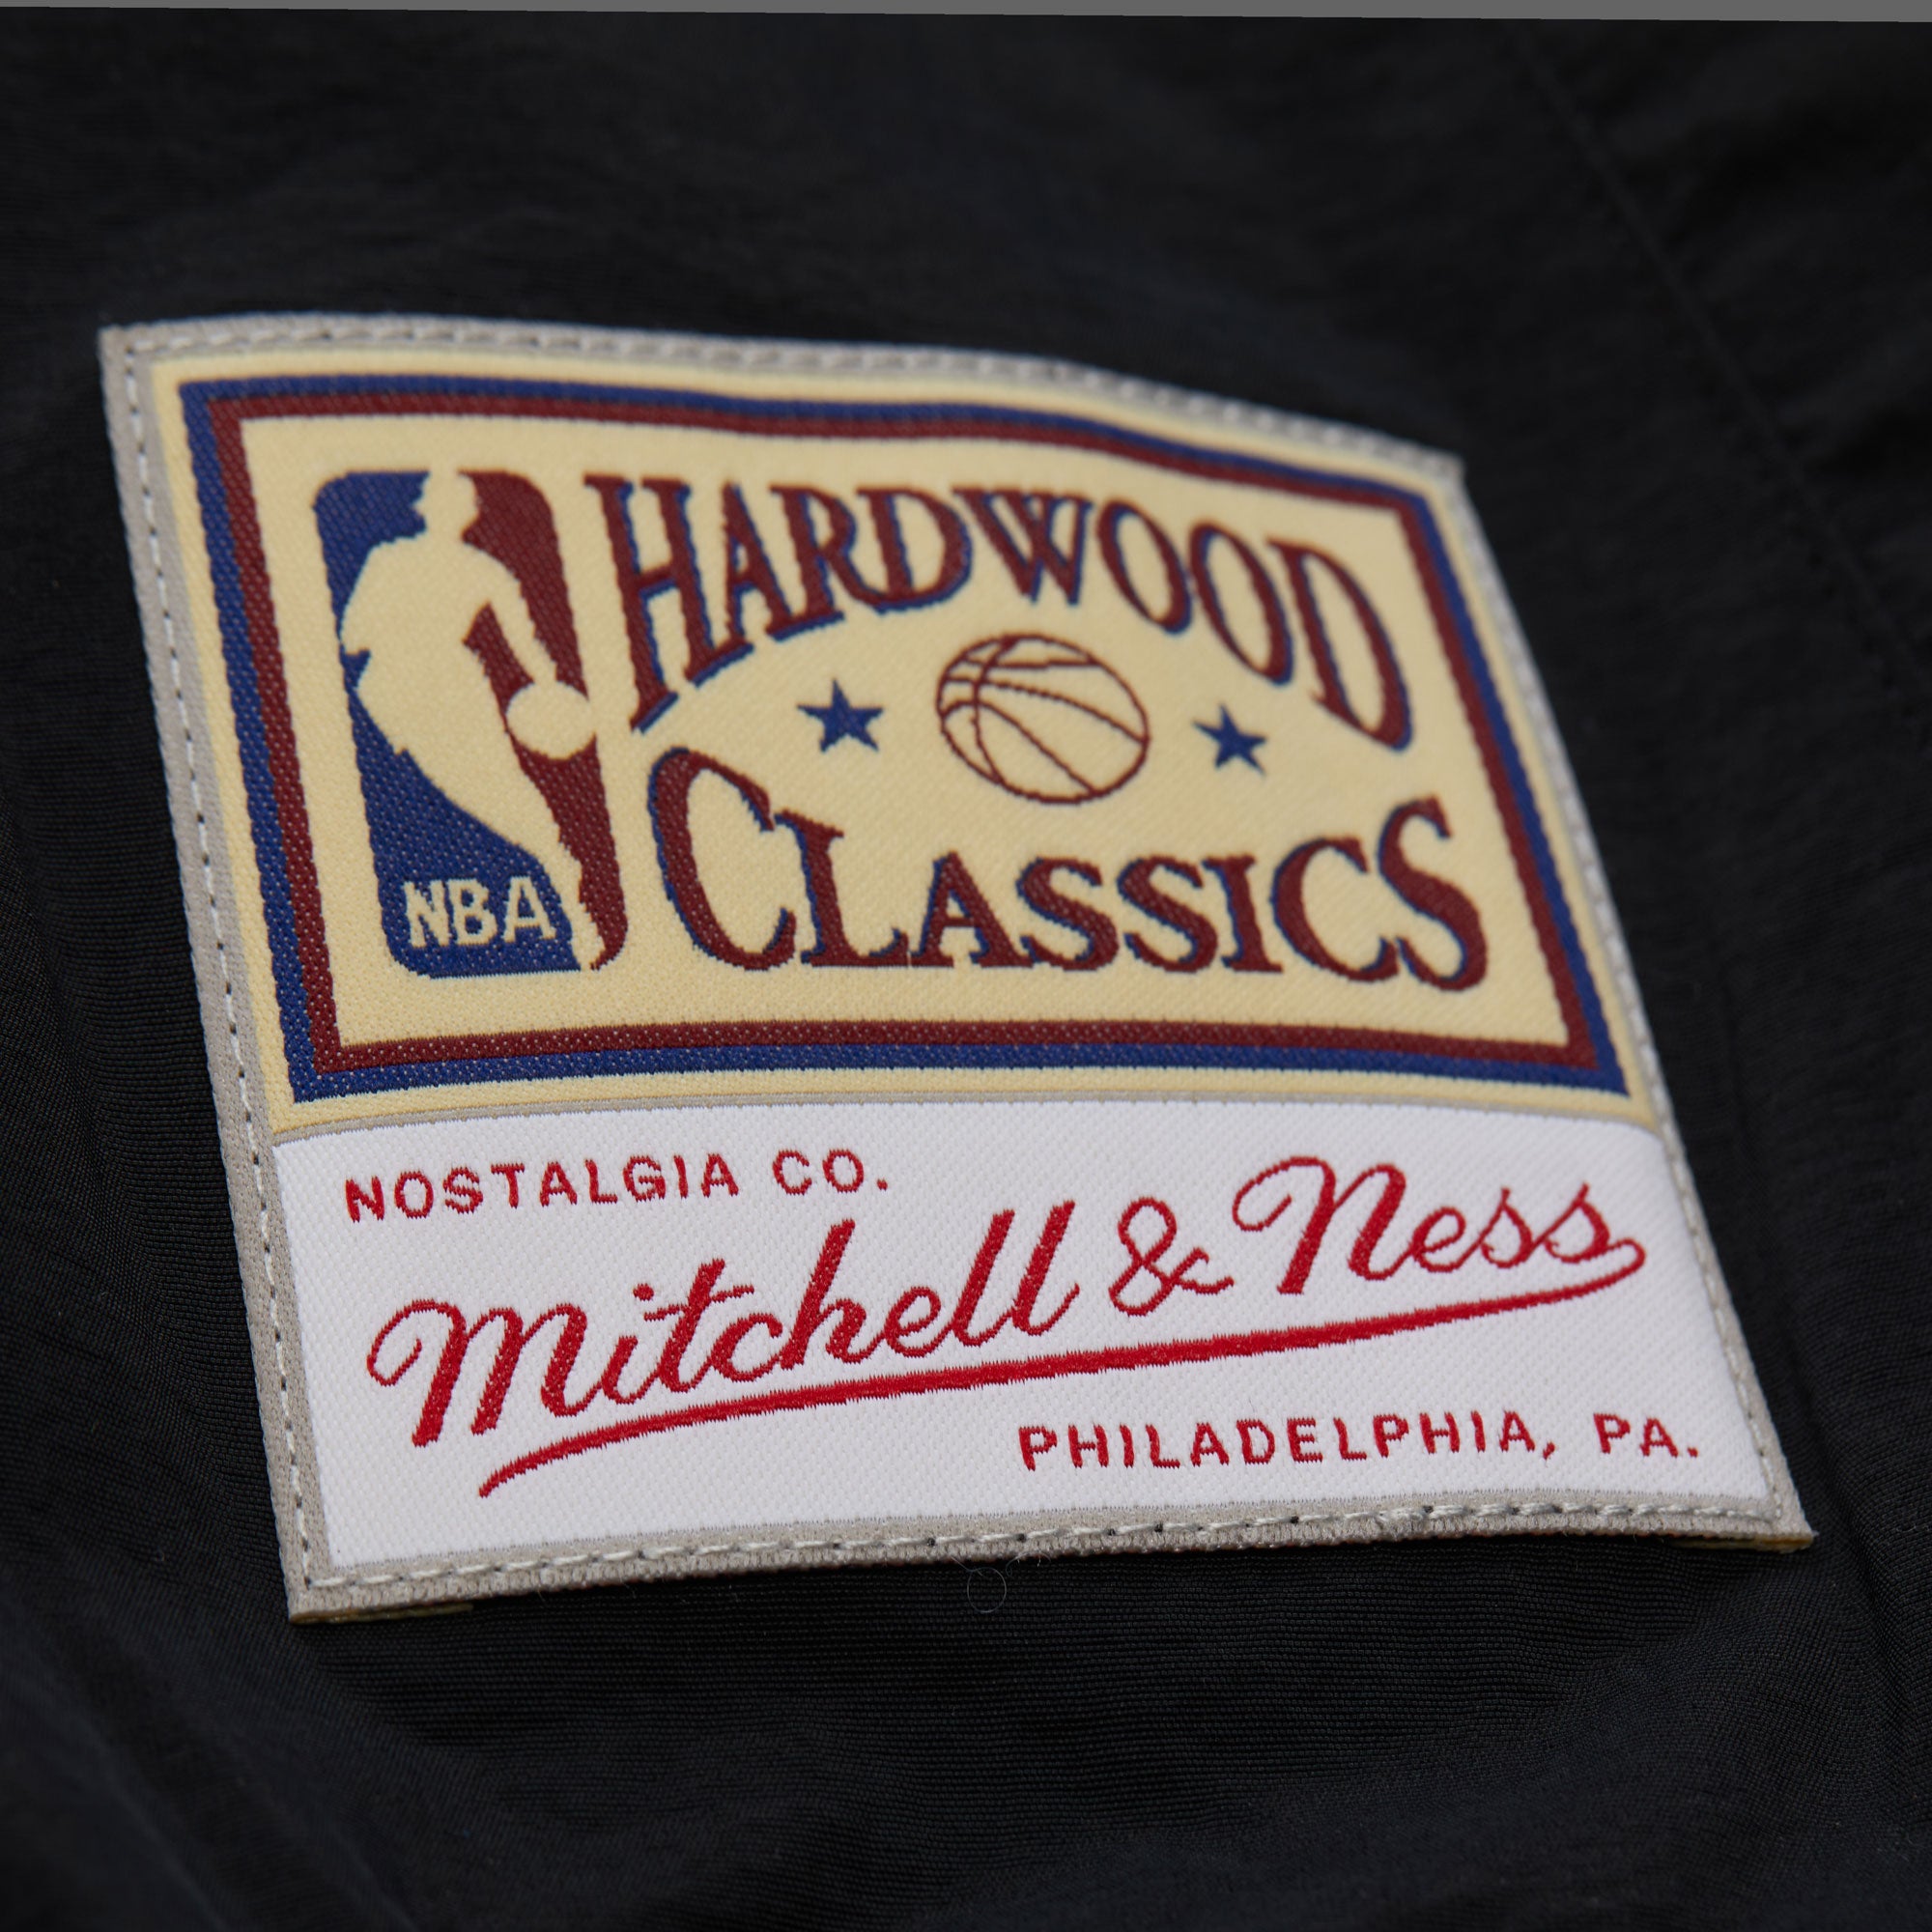 HARDWOOD
CLASSICS
NBA
NOSTALGIA CO.
Mitchell & Ness
PHILADELPHIA, PA.